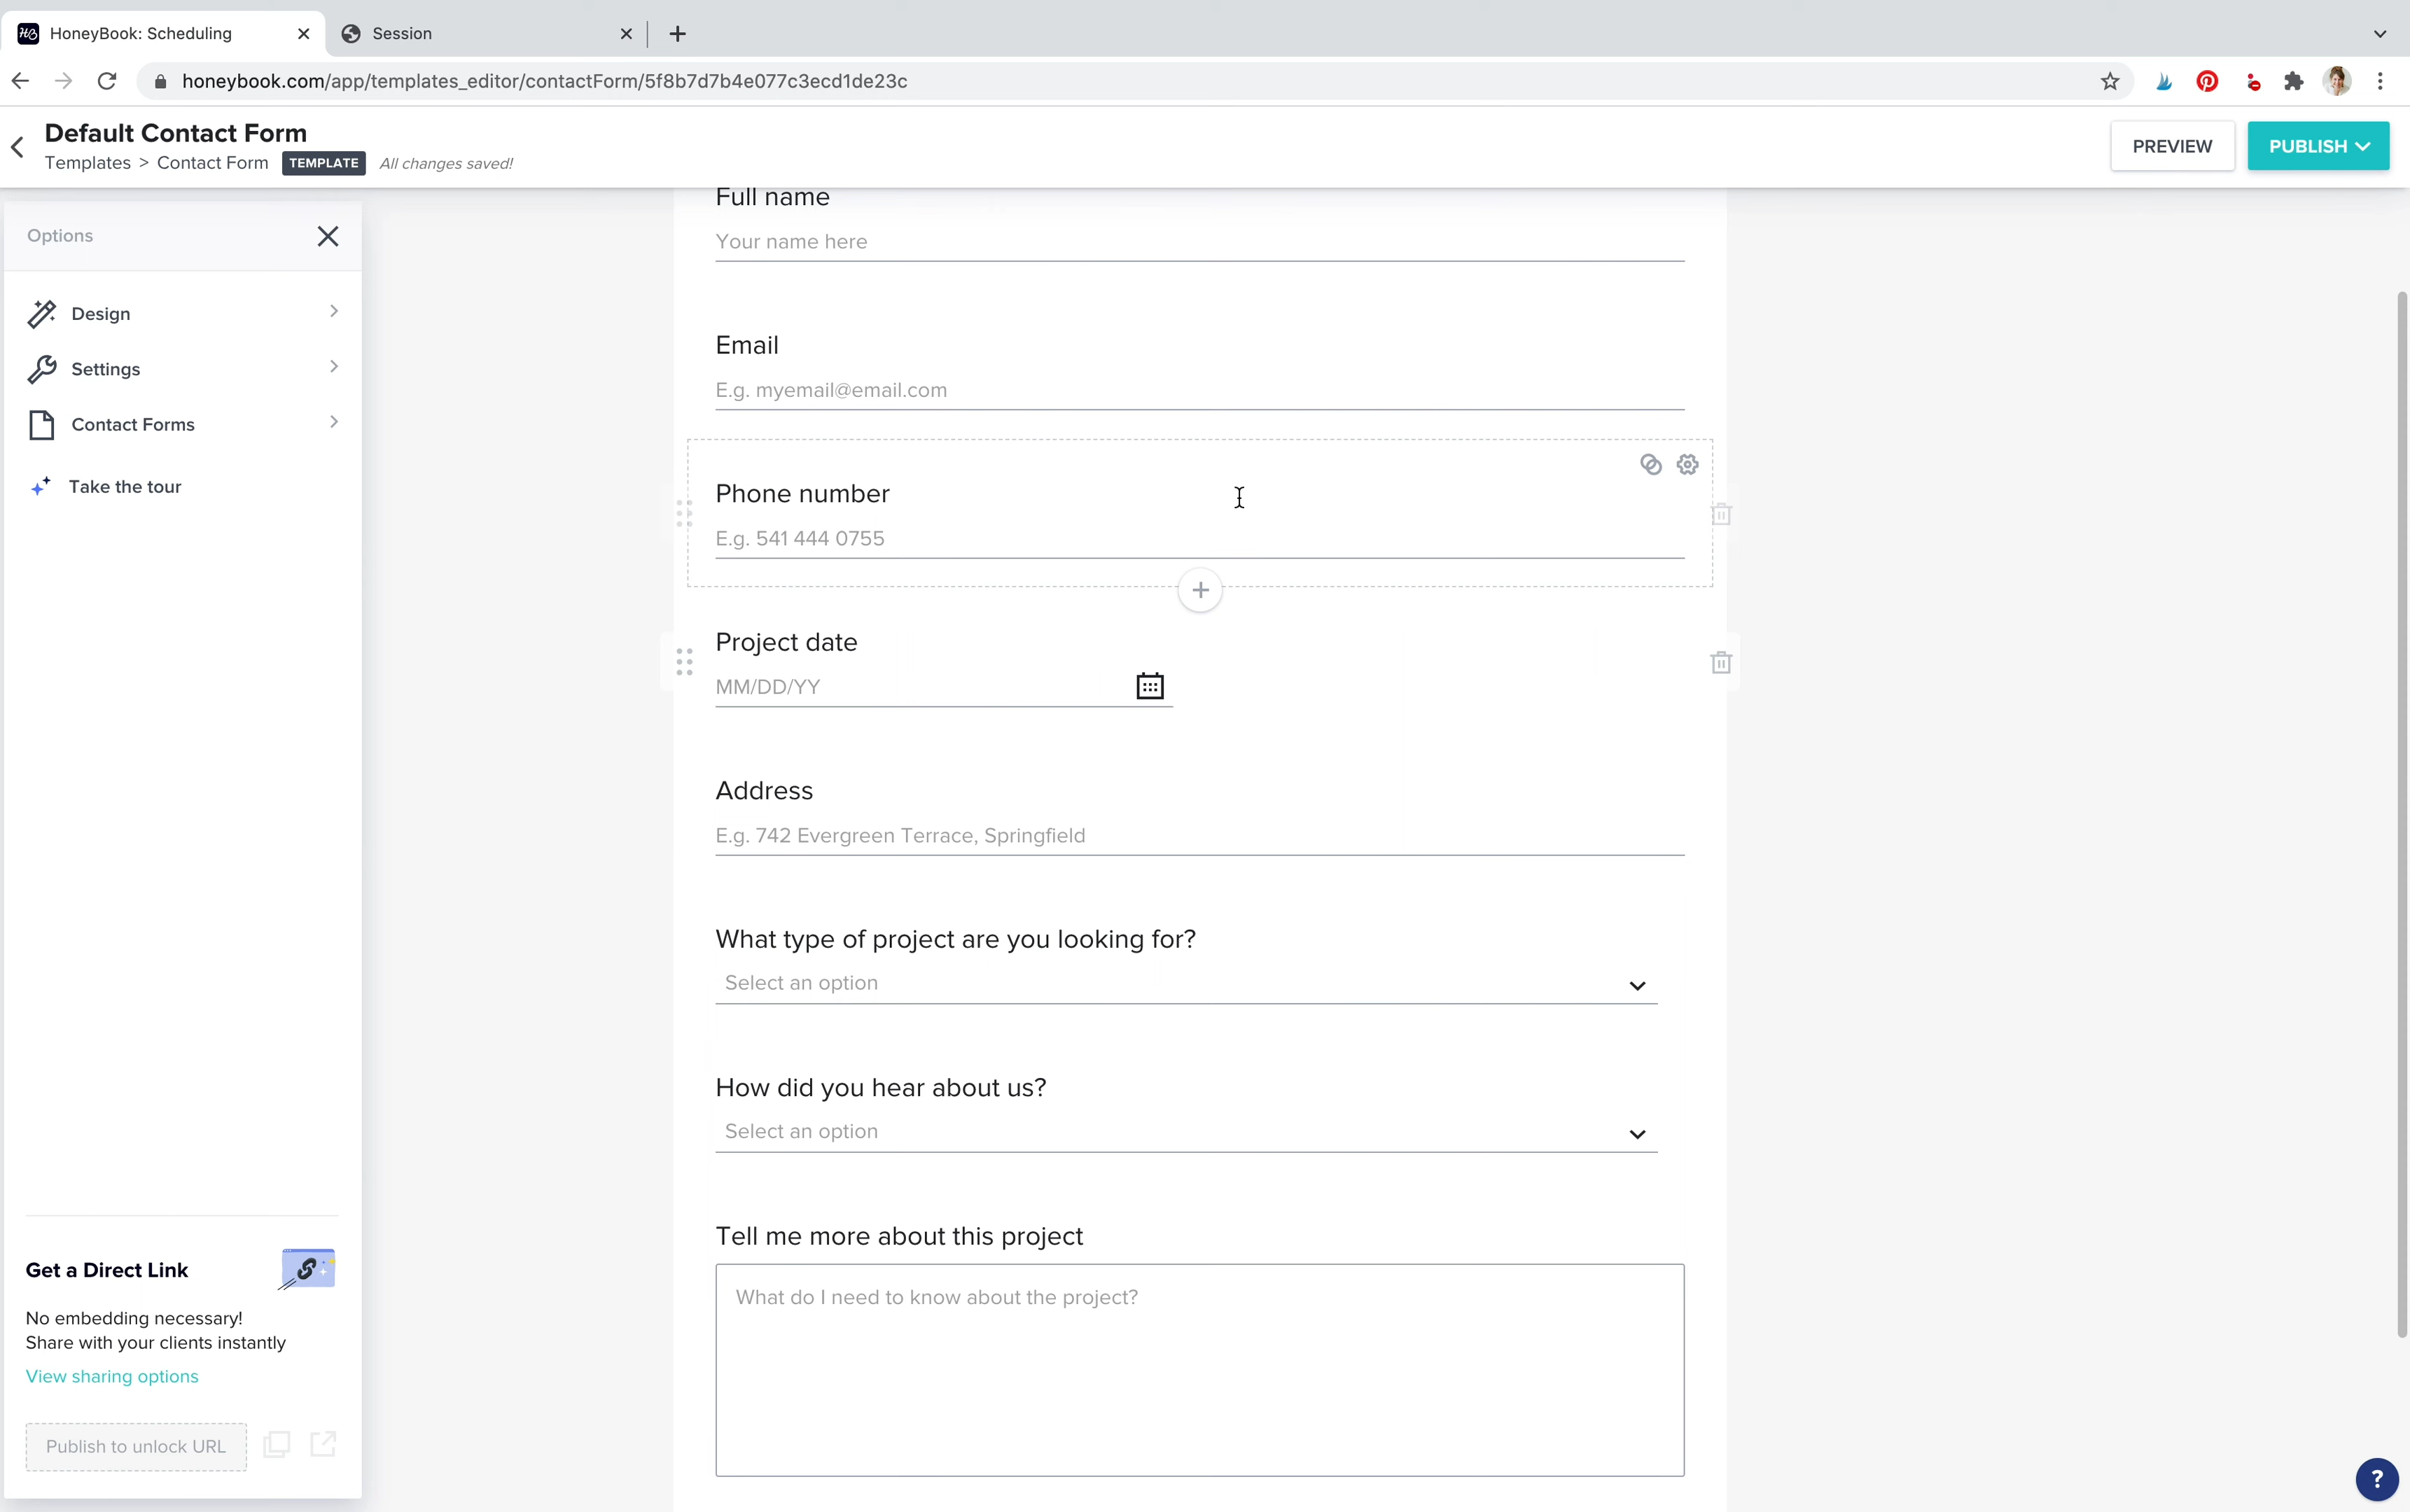 HoneyBook: Scheduling
Session
honeybook.com/app/templates_editor/contactForm/5f8b7d7b4e077c3ecd1de23c
Default Contact Form
Templates > Contact Form TEMPLATE All changes saved!
PREVIEW
PUBLISH
Options
Design
Settings
Contact Forms
Take the tour
Get a Direct Link
No embedding necessary!
Share with your clients instantly
View sharing options
Publish to unlock URL
Full name
Your name here
Email
E.g. myemail@email.com
Phone number
E.g. 541 444 0755
Project date
MM/DD/YY
Address
E.g. 742 Evergreen Terrace, Springfield
What type of project are you looking for?
Select an option
How did you hear about us?
Select an option
Tell me more about this project
What do I need to know about the project?
?